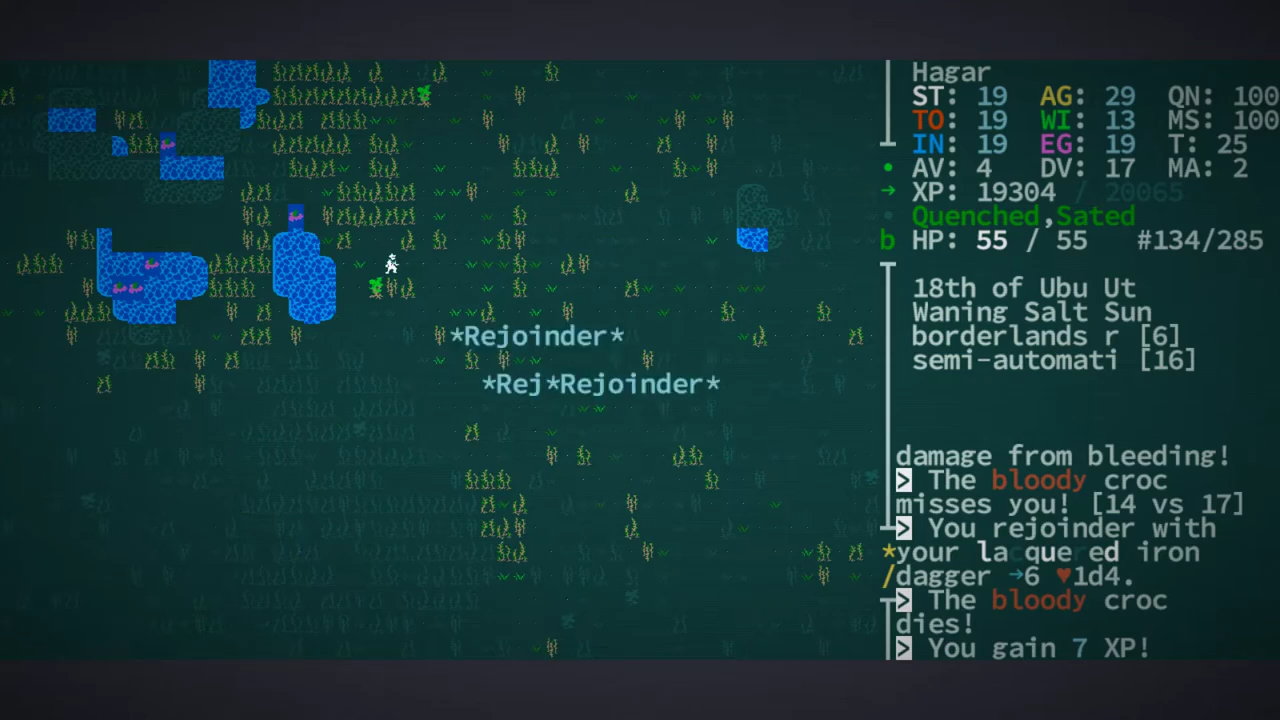 Hagar
ST: 19 AG: 29 QN: 100
TO: 19 WI: 13 MS: 100
IN: 19 EG: 19 T: 25
AV: 4 DV: 17 MA: 2
XP: 19304 / 20065
Quenched,Sated
b HP: 55 / 55 #134/285
18th of Ubu Ut
Waning Salt Sun
borderlands r [6]
semi-automati [16]
*Rejoinder*
*Rej*Rejoinder*
damage from bleeding!
> The bloody croc
misses you! [14 vs 17]
> You rejoinder with
*your lacquered iron
/dagger →6 ♥1d4.
> The bloody croc
dies!
> You gain 7 XP!